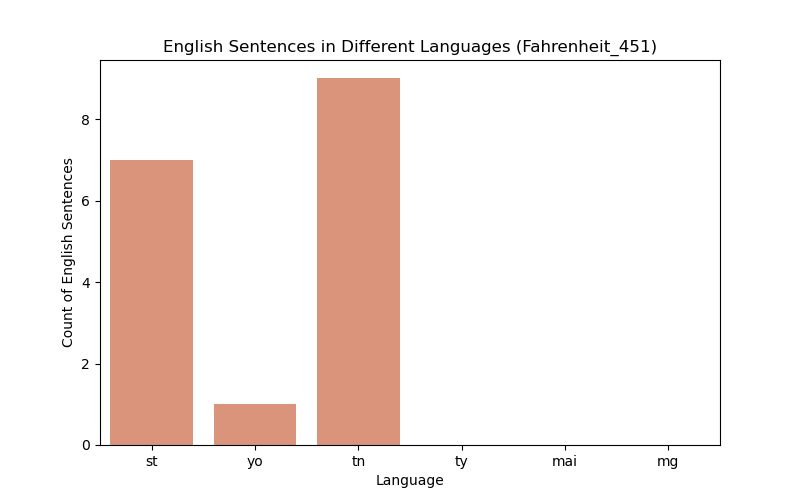 English Sentences in Different Languages (Fahrenheit_451)
Count of English Sentences
8
6
4
2
0
st yo tn ty mai mg
Language